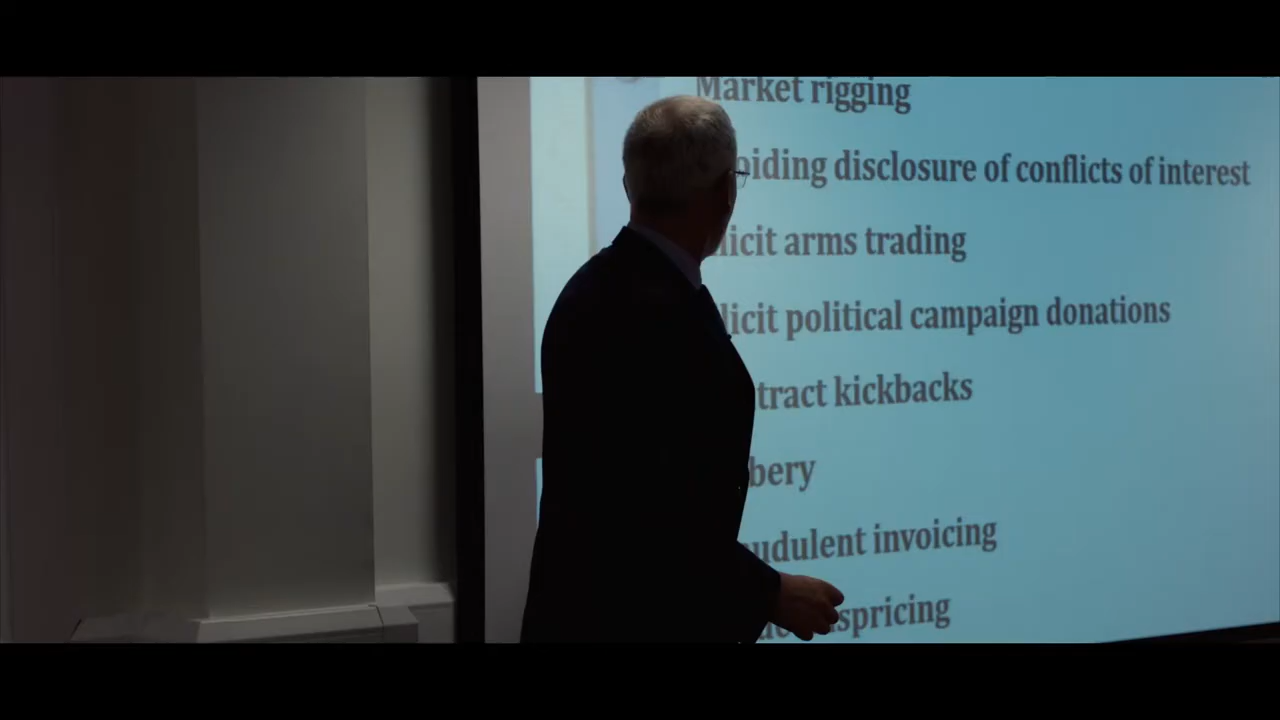 Market rigging
oiding disclosure of conflicts of interest
licit arms trading
licit political campaign donations
tract kickbacks
bery
udulent invoicing
spricing